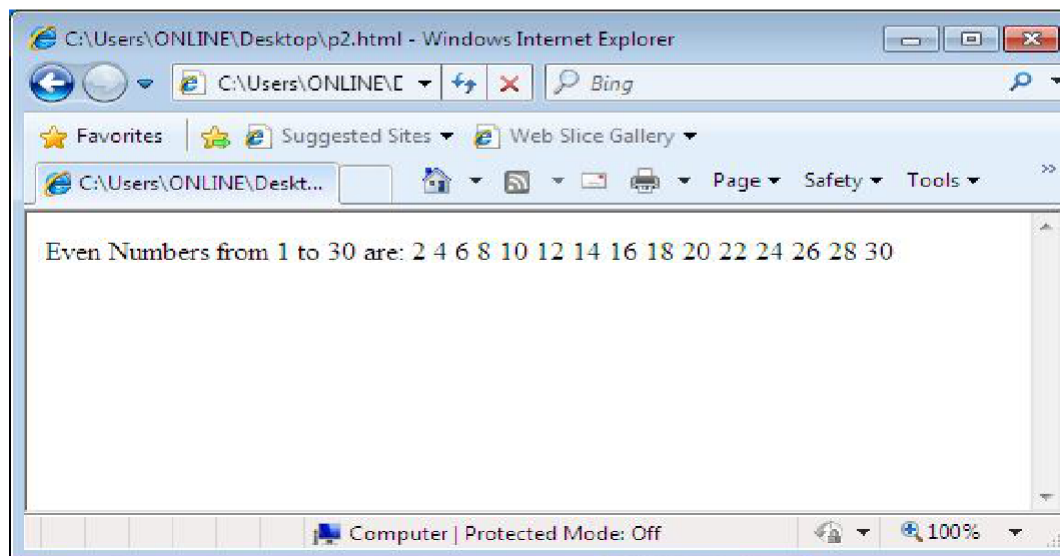 C:\Users\ONLINE\Desktop\p2.html - Windows Internet Explorer
C:\Users\ONLINE\D Bing
Favorites Suggested Sites Web Slice Gallery
C:\Users\ONLINE\Deskt... Page Safety Tools »
Even Numbers from 1 to 30 are: 2 4 6 8 10 12 14 16 18 20 22 24 26 28 30
Computer | Protected Mode: Off 100%